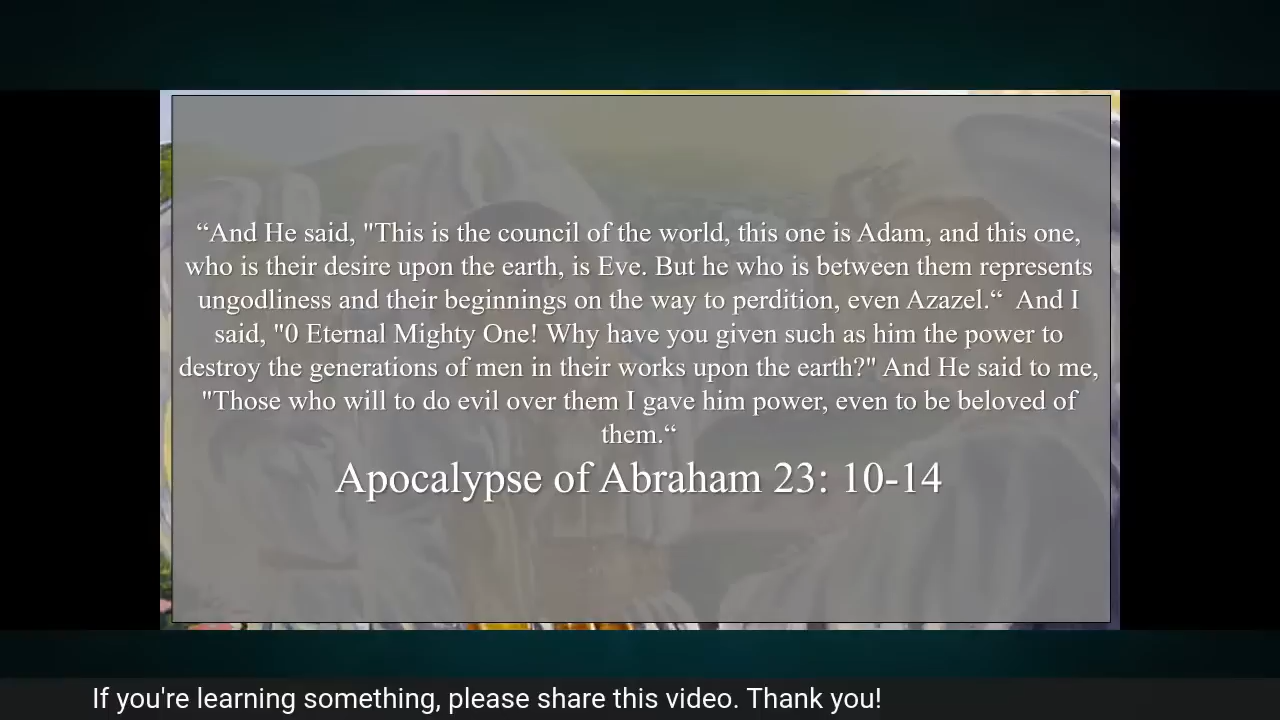 “And He said, "This is the council of the world, this one is Adam, and this one,
who is their desire upon the earth, is Eve. But he who is between them represents
ungodliness and their beginnings on the way to perdition, even Azazel.“  And I
said, "0 Eternal Mighty One! Why have you given such as him the power to
destroy the generations of men in their works upon the earth?" And He said to me,
"Those who will to do evil over them I gave him power, even to be beloved of
them.“
Apocalypse of Abraham 23: 10-14
If you're learning something, please share this video. Thank you!